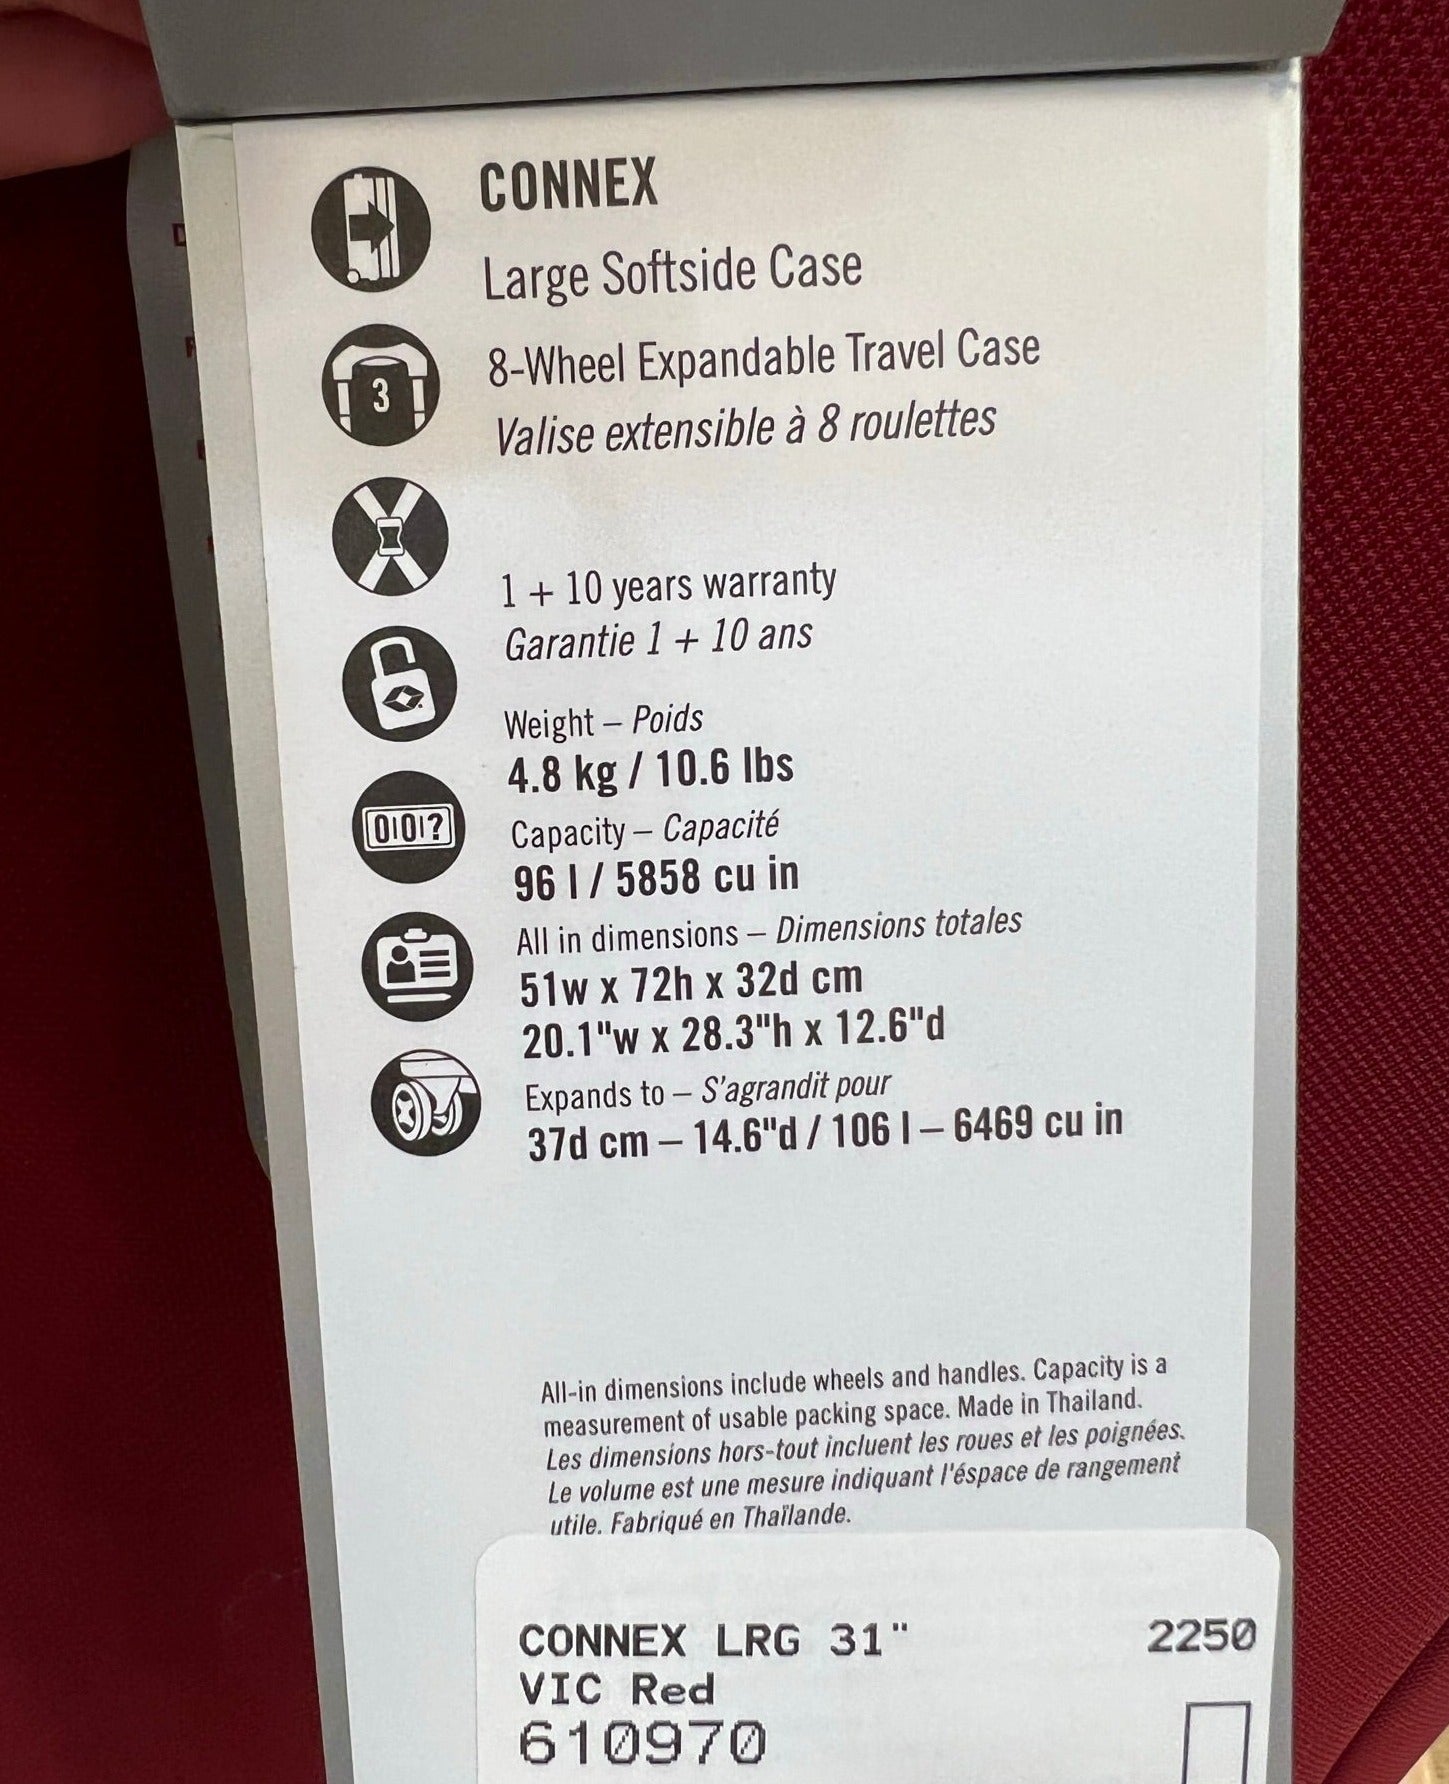 CONNEX
Large Softside Case
3
8-Wheel Expandable Travel Case
Valise extensible à 8 roulettes
1 + 10 years warranty
Garantie 1 + 10 ans
Weight – Poids
4.8 kg / 10.6 lbs
0|0|?
Capacity – Capacité
96 l / 5858 cu in
All in dimensions – Dimensions totales
51w x 72h x 32d cm
20.1"w x 28.3"h x 12.6"d
Expands to – S'agrandit pour
37d cm – 14.6"d / 106 l – 6469 cu in
All-in dimensions include wheels and handles. Capacity is a
measurement of usable packing space. Made in Thailand.
Les dimensions hors-tout incluent les roues et les poignées.
Le volume est une mesure indiquant l'éspace de rangement
utile. Fabriqué en Thaïlande.
CONNEX LRG 31" 2250
VIC Red
610970